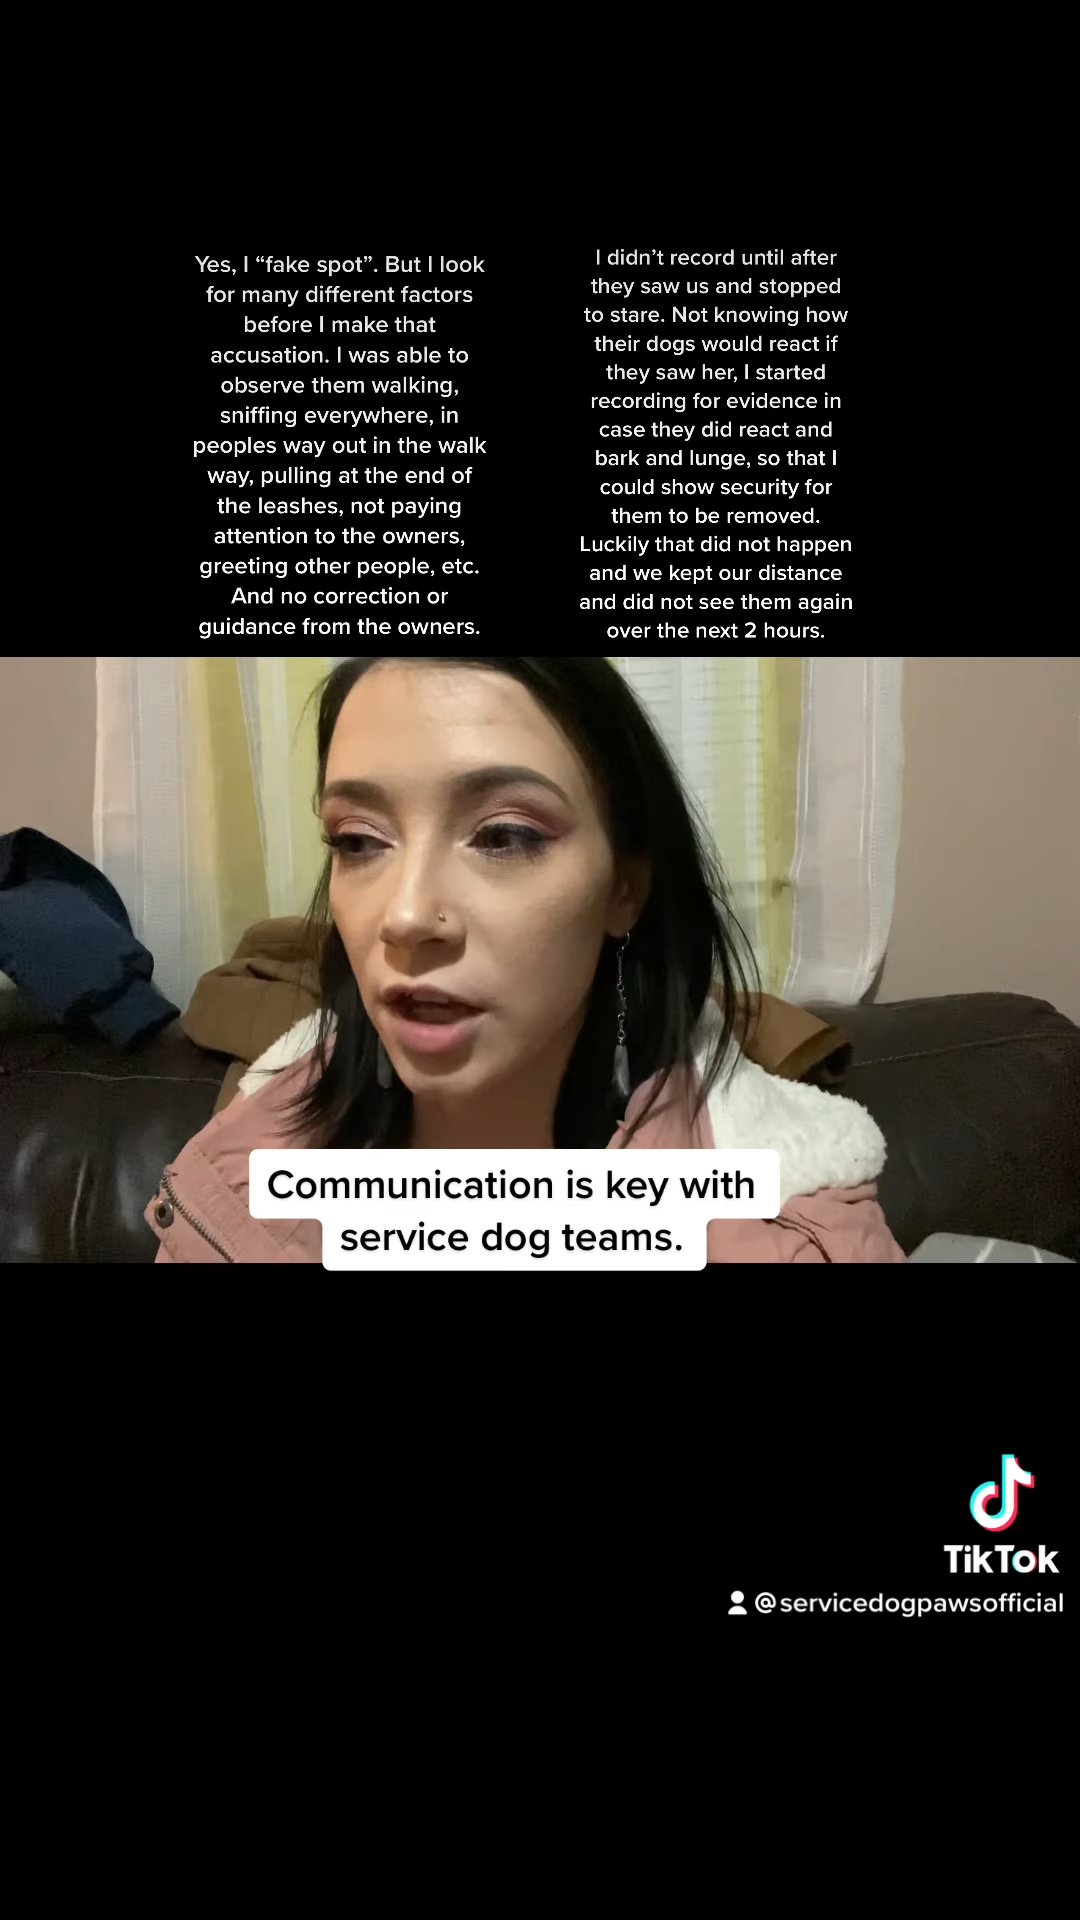 Yes, I “fake spot”. But I look
for many different factors
before I make that
accusation. I was able to
observe them walking,
sniffing everywhere, in
peoples way out in the walk
way, pulling at the end of
the leashes, not paying
attention to the owners,
greeting other people, etc.
And no correction or
guidance from the owners.
I didn’t record until after
they saw us and stopped
to stare. Not knowing how
their dogs would react if
they saw her, I started
recording for evidence in
case they did react and
bark and lunge, so that I
could show security for
them to be removed.
Luckily that did not happen
and we kept our distance
and did not see them again
over the next 2 hours.
Communication is key with
service dog teams.
TikTok
@servicedogpawsofficial